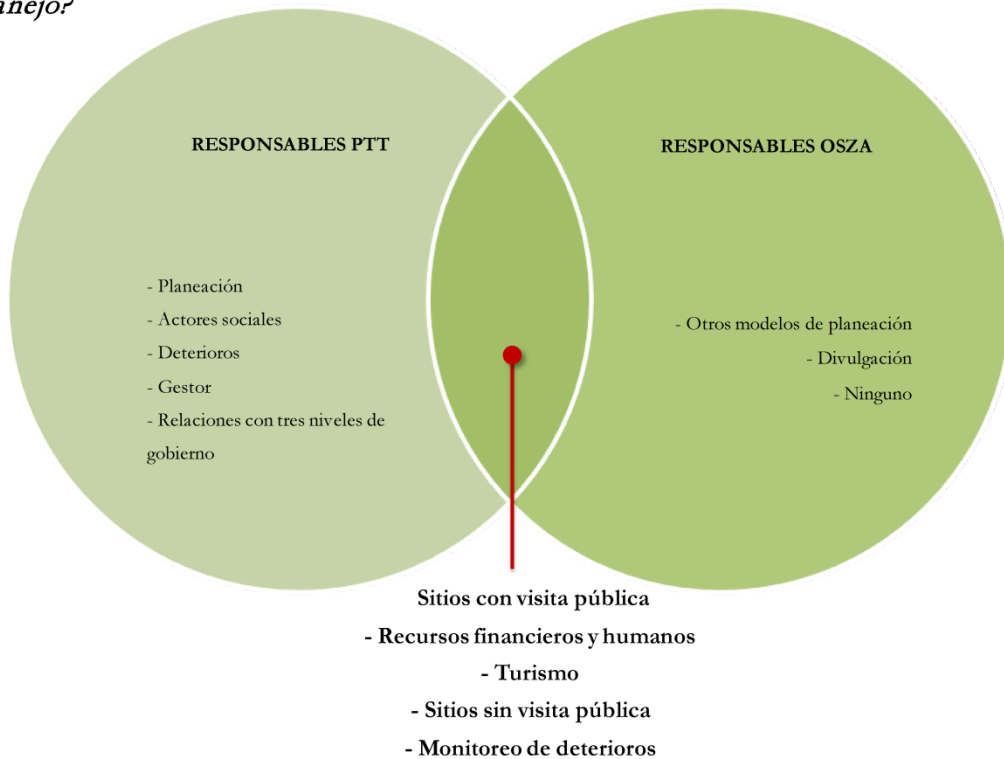 anejo?
RESPONSABLES PTT
RESPONSABLES OSZA
- Planeación
- Actores sociales
- Deterioros
- Gestor
- Relaciones con tres niveles de
gobierno
- Otros modelos de planeación
- Divulgación
- Ninguno
Sitios con visita pública
- Recursos financieros y humanos
- Turismo
- Sitios sin visita pública
- Monitoreo de deterioros